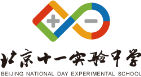 北京十一实验中学
BEIJING NATIONAL DAY EXPERIMENTAL SCHOOL